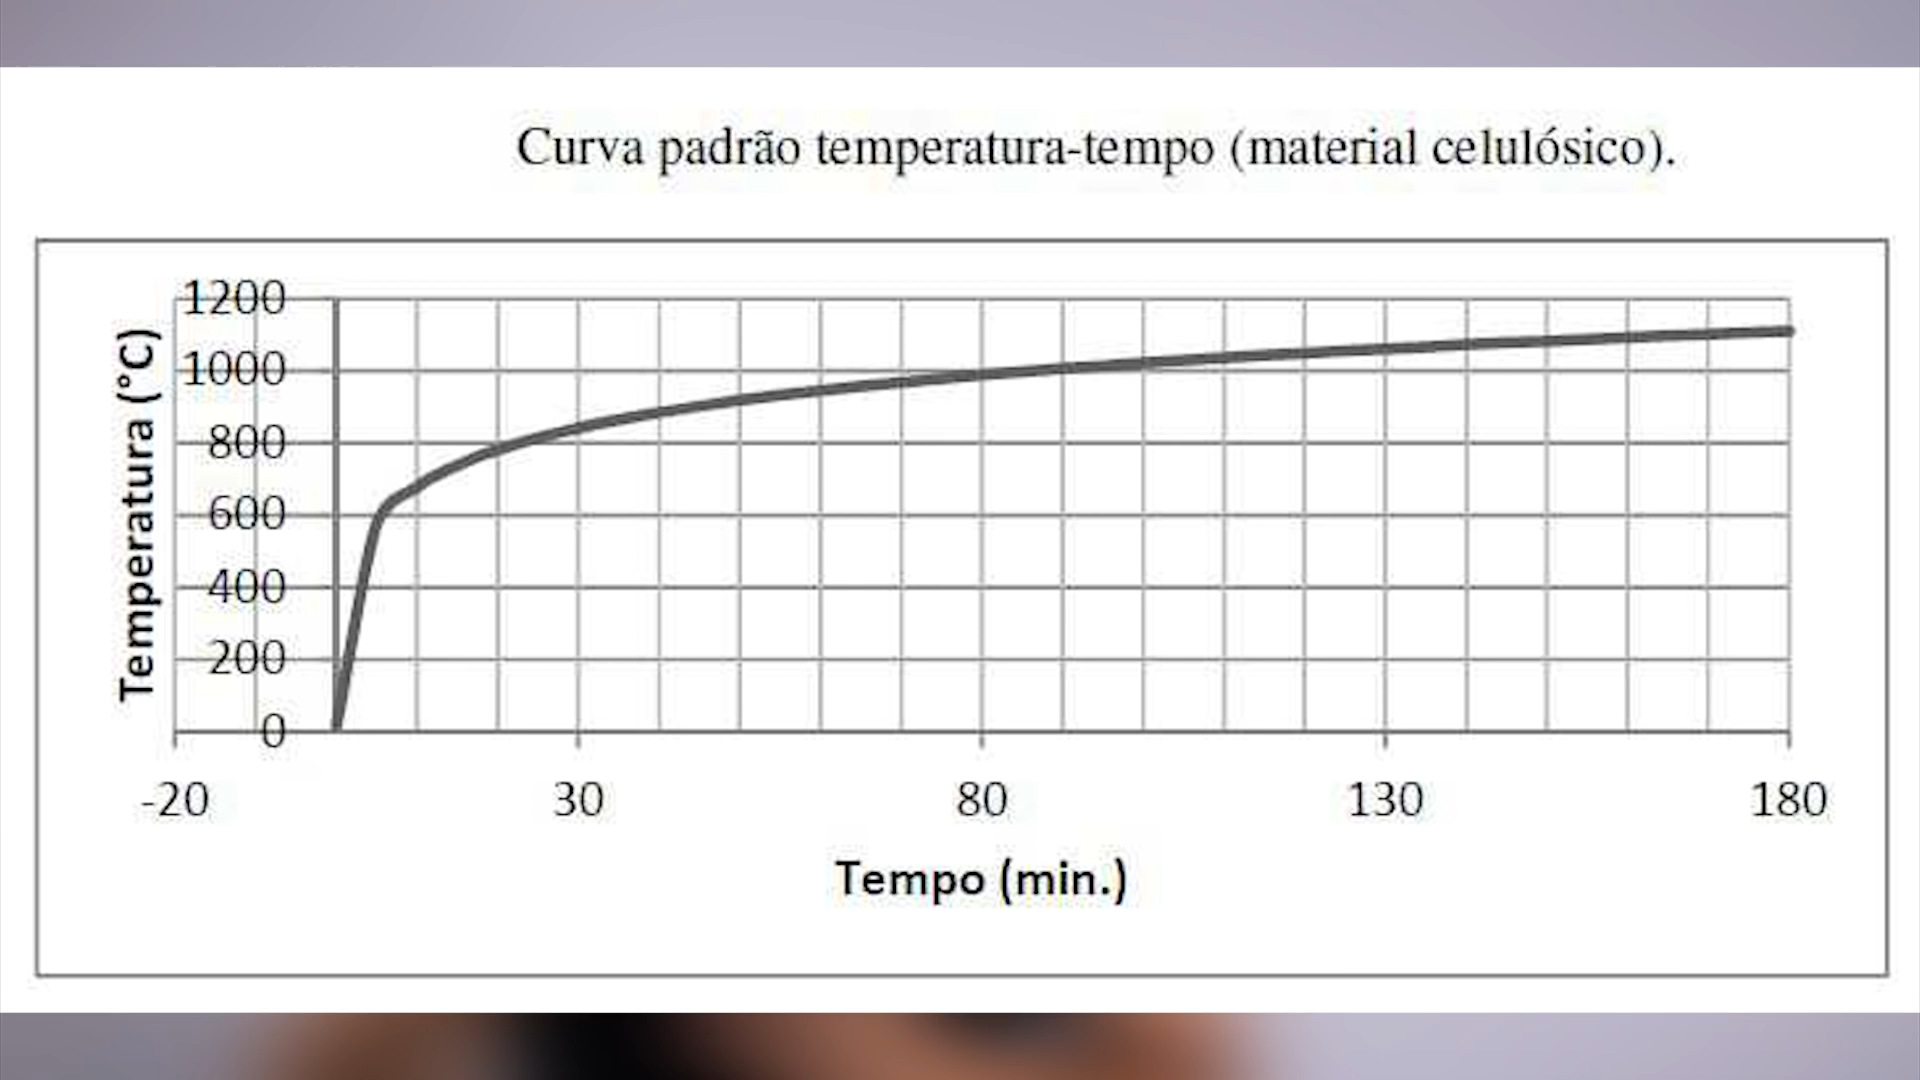 Curva padrão temperatura-tempo (material celulósico).
Temperatura (°C)
1200
1000
800
600
400
200
0
-20 30 80 130 180
Tempo (min.)